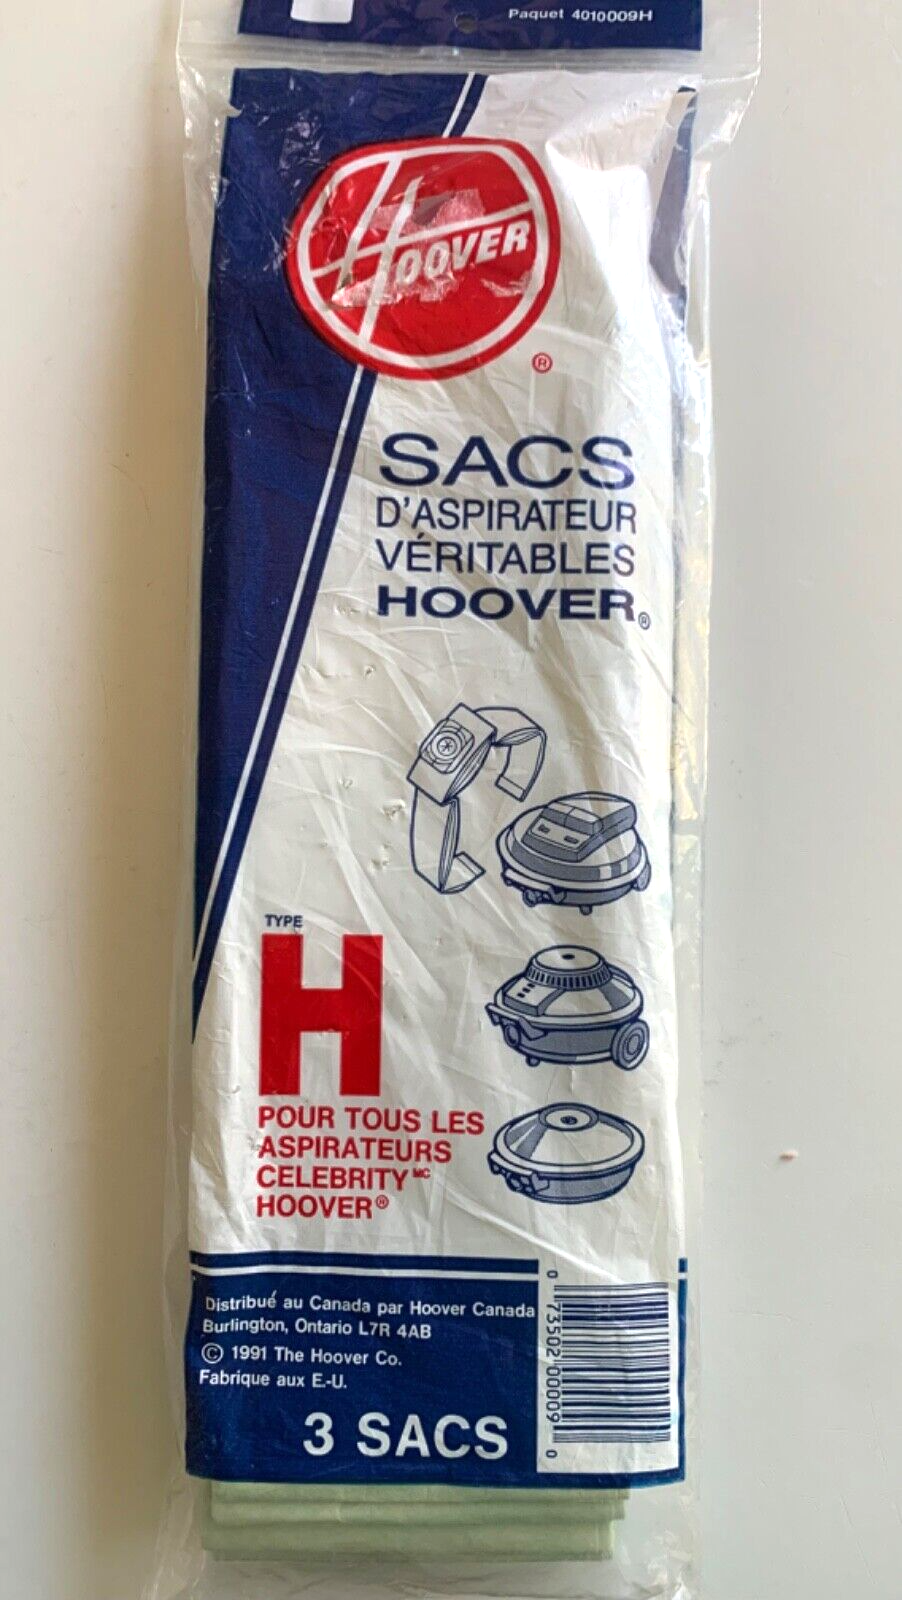 Paquet 4010009H
HOOVER
®
SACS
D'ASPIRATEUR
VÉRITABLES
HOOVER®
TYPE
H
POUR TOUS LES
ASPIRATEURS
CELEBRITY MC
HOOVER®
Distribué au Canada par Hoover Canada
Burlington, Ontario L7R 4AB
© 1991 The Hoover Co.
Fabrique aux E.-U.
3 SACS
0 73502 00009 0